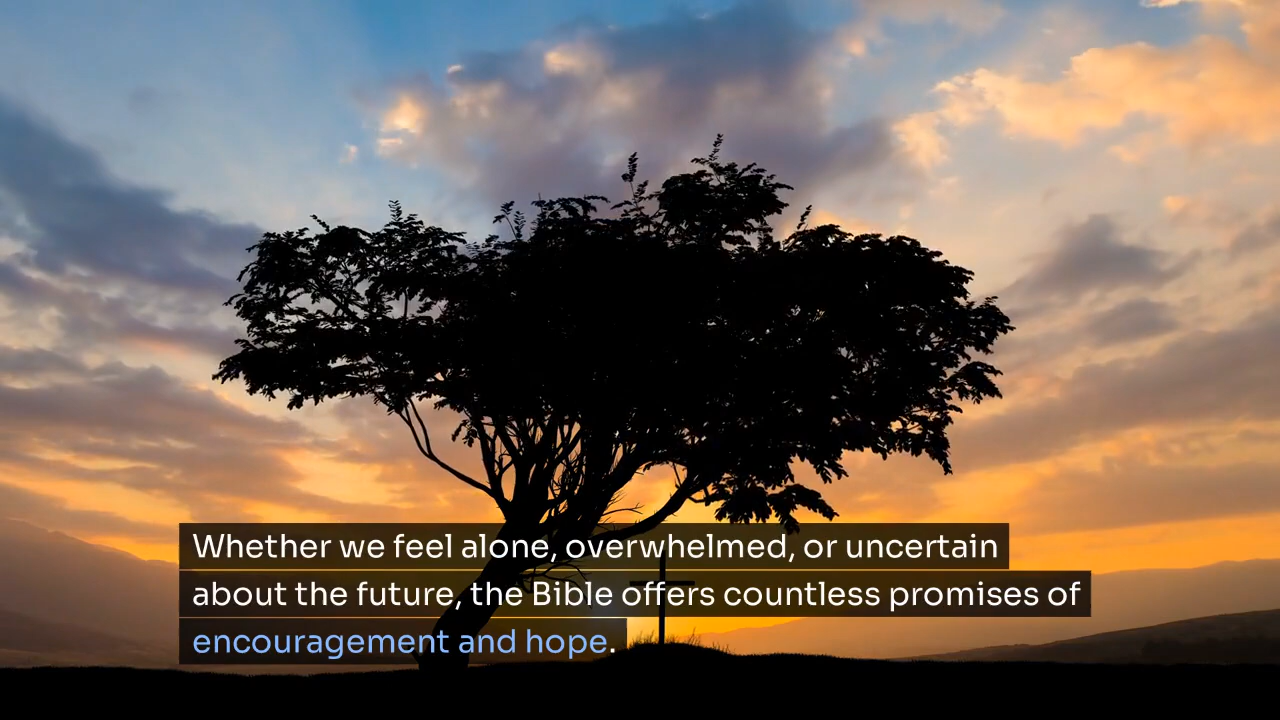 Whether we feel alone, overwhelmed, or uncertain
about the future, the Bible offers countless promises of
encouragement and hope.